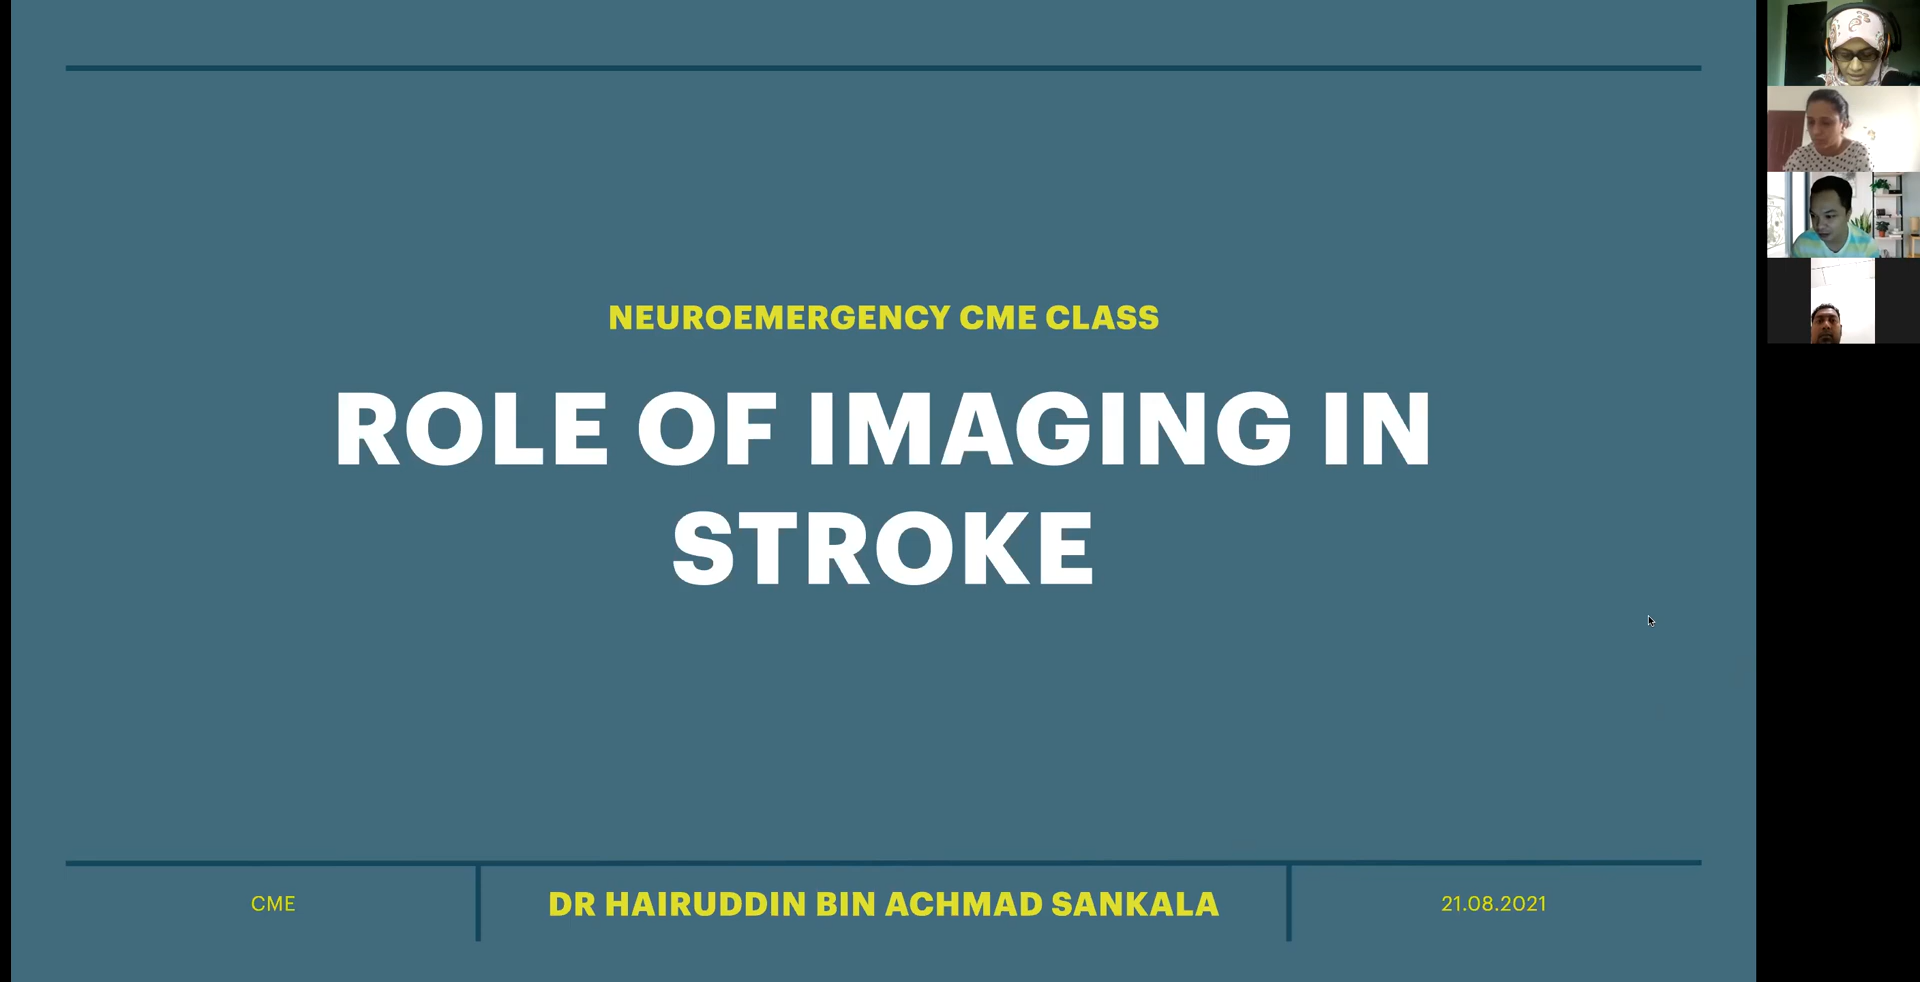 NEUROEMERGENCY CME CLASS
ROLE OF IMAGING IN
STROKE
CME
DR HAIRUDDIN BIN ACHMAD SANKALA
21.08.2021